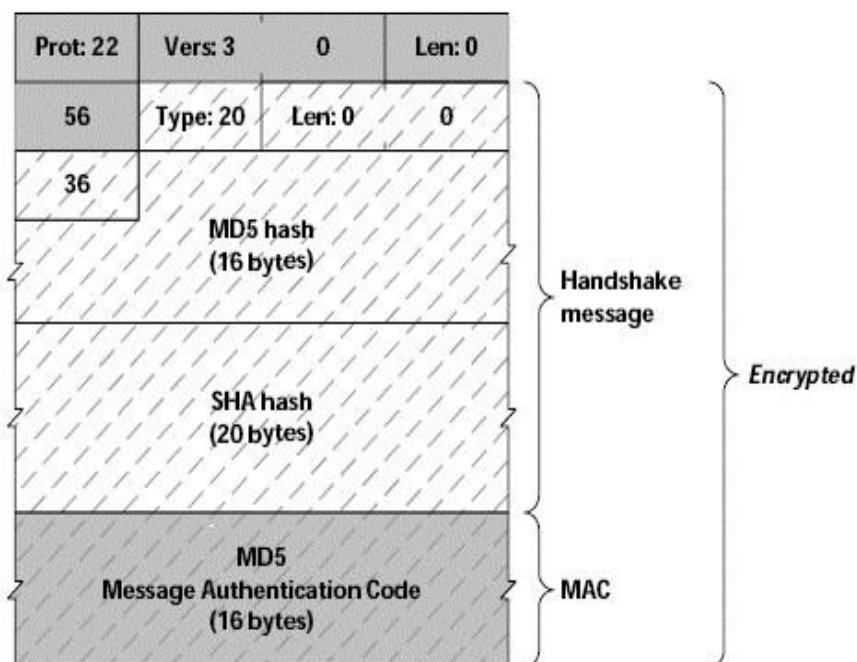 Prot: 22 Vers: 3 0 Len: 0
56 Type: 20 Len: 0 0
36
MD5 hash
(16 bytes)
Handshake
message
Encrypted
SHA hash
(20 bytes)
MD5
Message Authentication Code
(16 bytes)
MAC